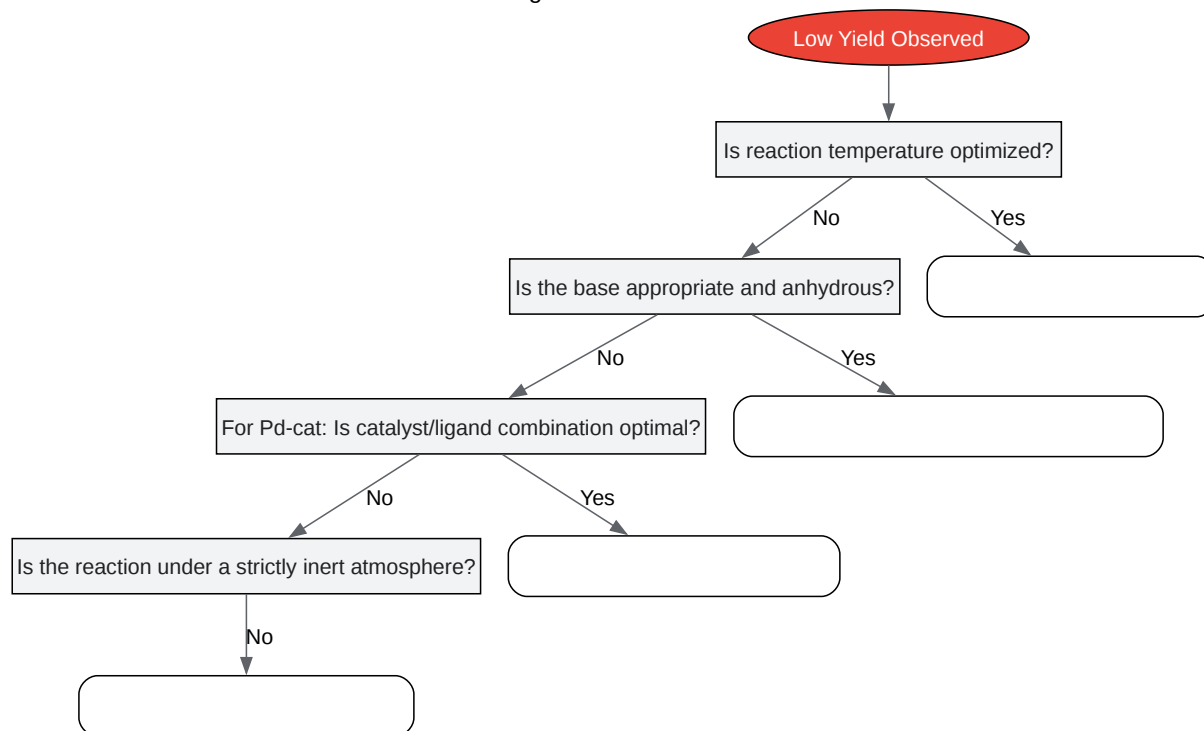 Low Yield Observed
Is reaction temperature optimized?
No
Yes
Is the base appropriate and anhydrous?
No
Yes
For Pd-cat: Is catalyst/ligand combination optimal?
No
Yes
Is the reaction under a strictly inert atmosphere?
No